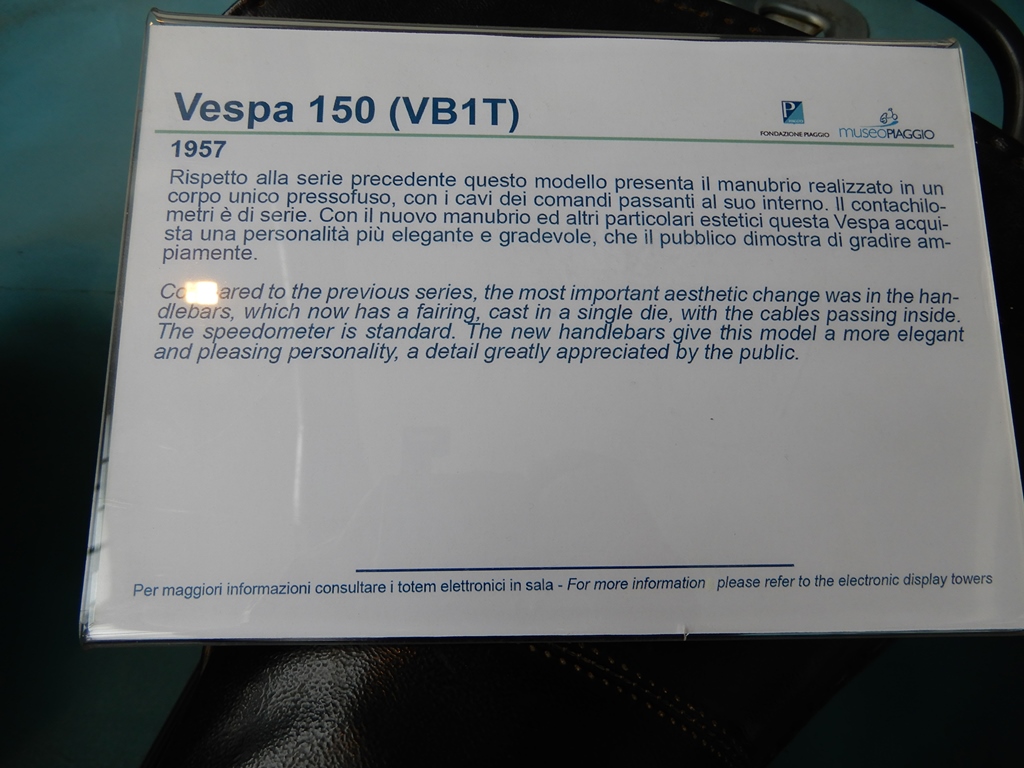 Vespa 150 (VB1T)
FONDAZIONE PIAGGIO museoPIAGGIO
1957
Rispetto alla serie precedente questo modello presenta il manubrio realizzato in un
corpo unico pressofuso, con i cavi dei comandi passanti al suo interno. Il contachilo-
metri è di serie. Con il nuovo manubrio ed altri particolari estetici questa Vespa acqui-
sta una personalità più elegante e gradevole, che il pubblico dimostra di gradire am-
piamente.
to the previous series, the most important aesthetic change was in the han-
dlebars, which now has a fairing, cast in a single die, with the cables passing inside.
The speedometer is standard. The new handlebars give this model a more elegant
and pleasing personality, a detail greatly appreciated by the public.
Per maggiori informazioni consultare i totem elettronici in sala - For more information please refer to the electronic display towers